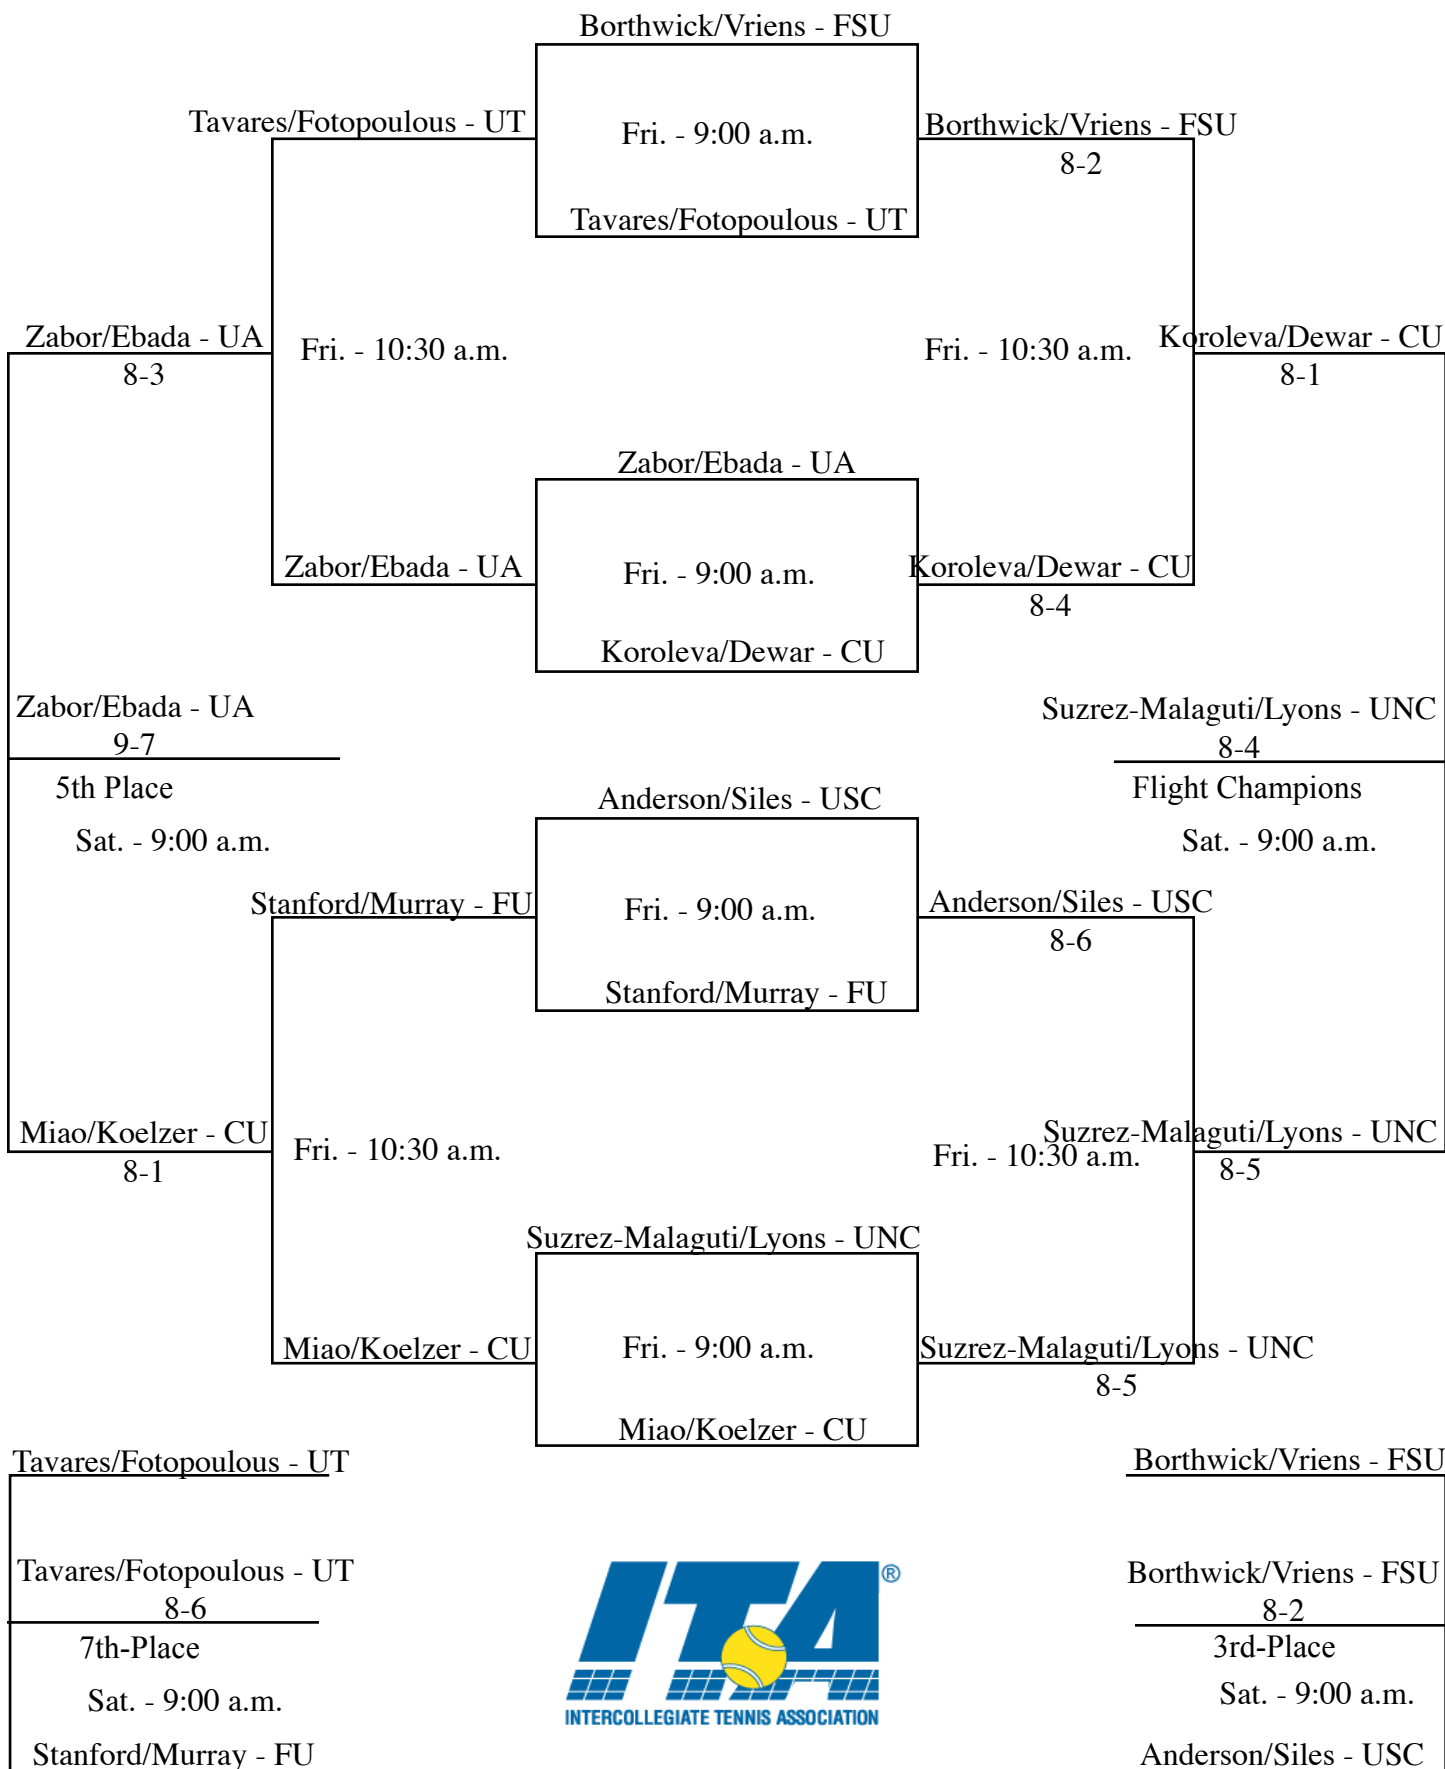 Borthwick/Vriens - FSU
Tavares/Fotopoulous - UT
Fri. - 9:00 a.m.
Borthwick/Vriens - FSU
8-2
Tavares/Fotopoulous - UT
Zabor/Ebada - UA
8-3
Fri. - 10:30 a.m.
Fri. - 10:30 a.m.
Koroleva/Dewar - CU
8-1
Zabor/Ebada - UA
Zabor/Ebada - UA
Fri. - 9:00 a.m.
Koroleva/Dewar - CU
8-4
Koroleva/Dewar - CU
Zabor/Ebada - UA
9-7
5th Place
Sat. - 9:00 a.m.
Suzrez-Malaguti/Lyons - UNC
8-4
Flight Champions
Sat. - 9:00 a.m.
Anderson/Siles - USC
Stanford/Murray - FU
Fri. - 9:00 a.m.
Anderson/Siles - USC
8-6
Stanford/Murray - FU
Miao/Koelzer - CU
8-1
Fri. - 10:30 a.m.
Fri. - 10:30 a.m.
Suzrez-Malaguti/Lyons - UNC
8-5
Suzrez-Malaguti/Lyons - UNC
Miao/Koelzer - CU
Fri. - 9:00 a.m.
Suzrez-Malaguti/Lyons - UNC
8-5
Miao/Koelzer - CU
Tavares/Fotopoulous - UT
Tavares/Fotopoulous - UT
8-6
7th-Place
Sat. - 9:00 a.m.
Stanford/Murray - FU
ITA®
INTERCOLLEGIATE TENNIS ASSOCIATION
Borthwick/Vriens - FSU
Borthwick/Vriens - FSU
8-2
3rd-Place
Sat. - 9:00 a.m.
Anderson/Siles - USC